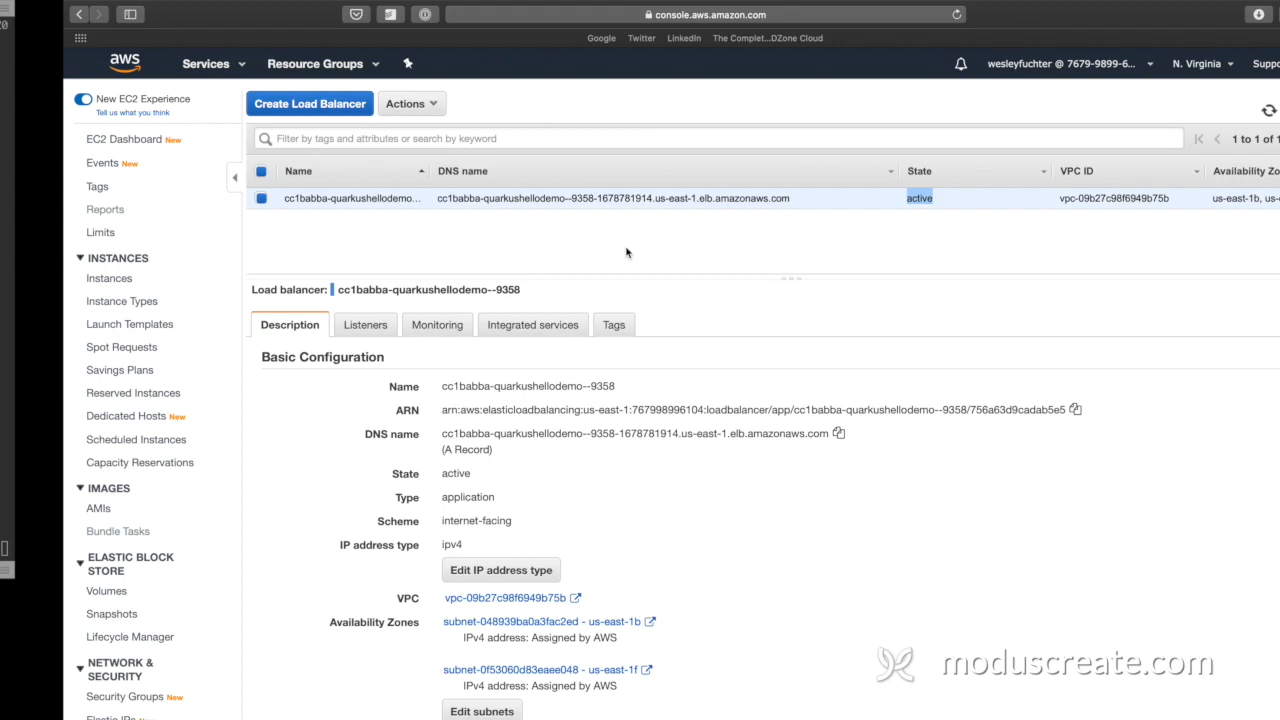 console.aws.amazon.com
Google Twitter LinkedIn The Complet...DZone Cloud
aws Services Resource Groups wesleyfuchter @ 7679-9899-6... N. Virginia Suppo
New EC2 Experience
Tell us what you think
EC2 Dashboard New
Events New
Tags
Reports
Limits
INSTANCES
Instances
Instance Types
Launch Templates
Spot Requests
Savings Plans
Reserved Instances
Dedicated Hosts New
Scheduled Instances
Capacity Reservations
IMAGES
AMIs
Bundle Tasks
ELASTIC BLOCK
STORE
Volumes
Snapshots
Lifecycle Manager
NETWORK &
SECURITY
Security Groups New
Create Load Balancer Actions
Filter by tags and attributes or search by keyword 1 to 1 of 1
Name DNS name State VPC ID Availability Zo
cc1babba-quarkushellodemo... cc1babba-quarkushellodemo--9358-1678781914.us-east-1.elb.amazonaws.com active vpc-09b27c98f6949b75b us-east-1b, us-
Load balancer: cc1babba-quarkushellodemo--9358
Description Listeners Monitoring Integrated services Tags
Basic Configuration
Name cc1babba-quarkushellodemo--9358
ARN arn:aws:elasticloadbalancing:us-east-1:767998996104:loadbalancer/app/cc1babba-quarkushellodemo--9358/756a63d9cadab5e5
DNS name cc1babba-quarkushellodemo--9358-1678781914.us-east-1.elb.amazonaws.com
(A Record)
State active
Type application
Scheme internet-facing
IP address type ipv4
Edit IP address type
VPC vpc-09b27c98f6949b75b
Availability Zones subnet-048939ba0a3fac2ed - us-east-1b
IPv4 address: Assigned by AWS
subnet-0f53060d83eaee048 - us-east-1f
IPv4 address: Assigned by AWS
Edit subnets
moduscreate.com